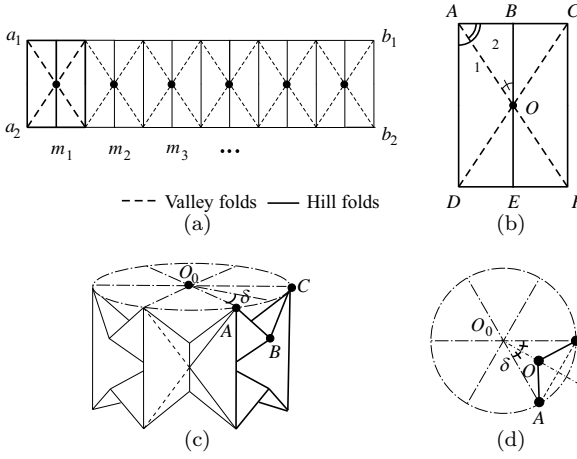 a₁ b₁
a₂ b₂
m₁ m₂ m₃ ...
Valley folds Hill folds
(a)
A B C
2
1
O
D E F
(b)
O₀ C
δ
A
B
(c)
O₀
δ O
A
(d)